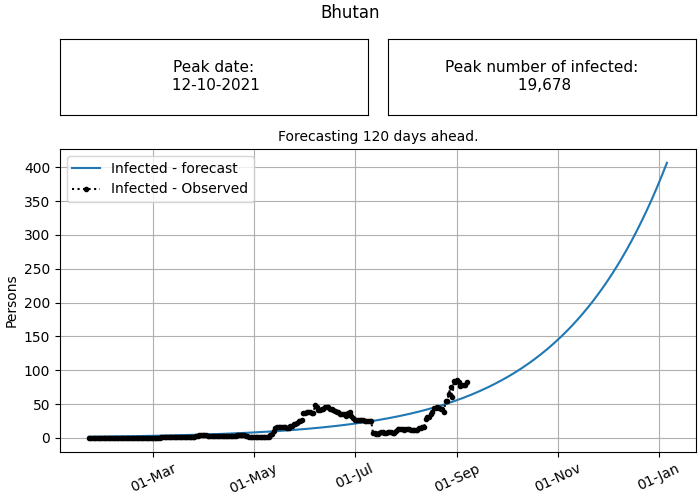 Bhutan
Peak date:
12-10-2021
Peak number of infected:
19,678
Forecasting 120 days ahead.
Infected - forecast
Infected - Observed
Persons
400
350
300
250
200
150
100
50
0
01-Mar
01-May
01-Jul
01-Sep
01-Nov
01-Jan